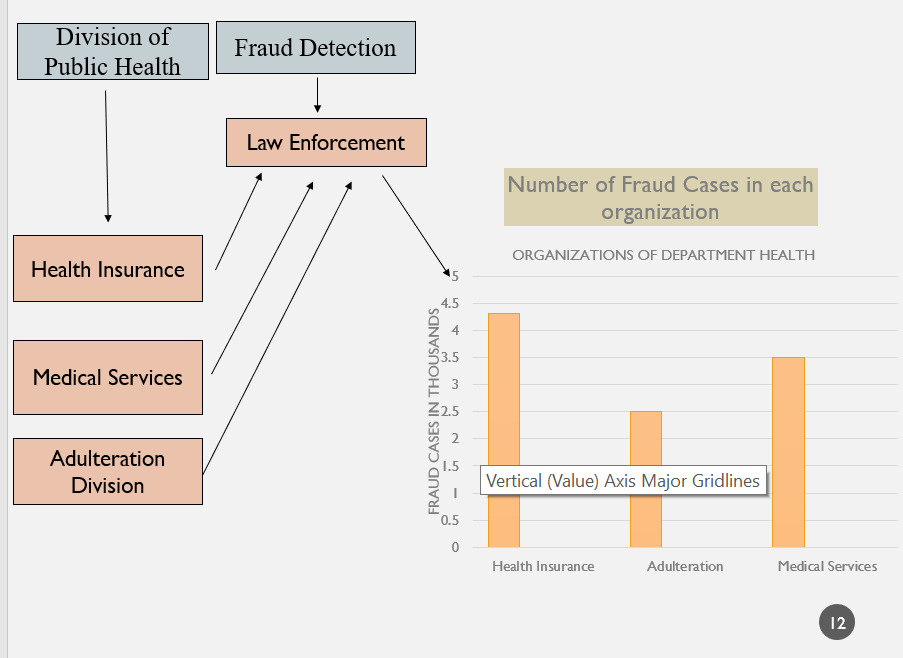 Division of
Public Health
Fraud Detection
Law Enforcement
Health Insurance
Medical Services
Adulteration
Division
Number of Fraud Cases in each
organization
ORGANIZATIONS OF DEPARTMENT HEALTH
FRAUD CASES IN THOUSANDS
5
4.5
4
3.5
3
2.5
2
1.5
1
0.5
0
Vertical (Value) Axis Major Gridlines
Health Insurance
Adulteration
Medical Services
12